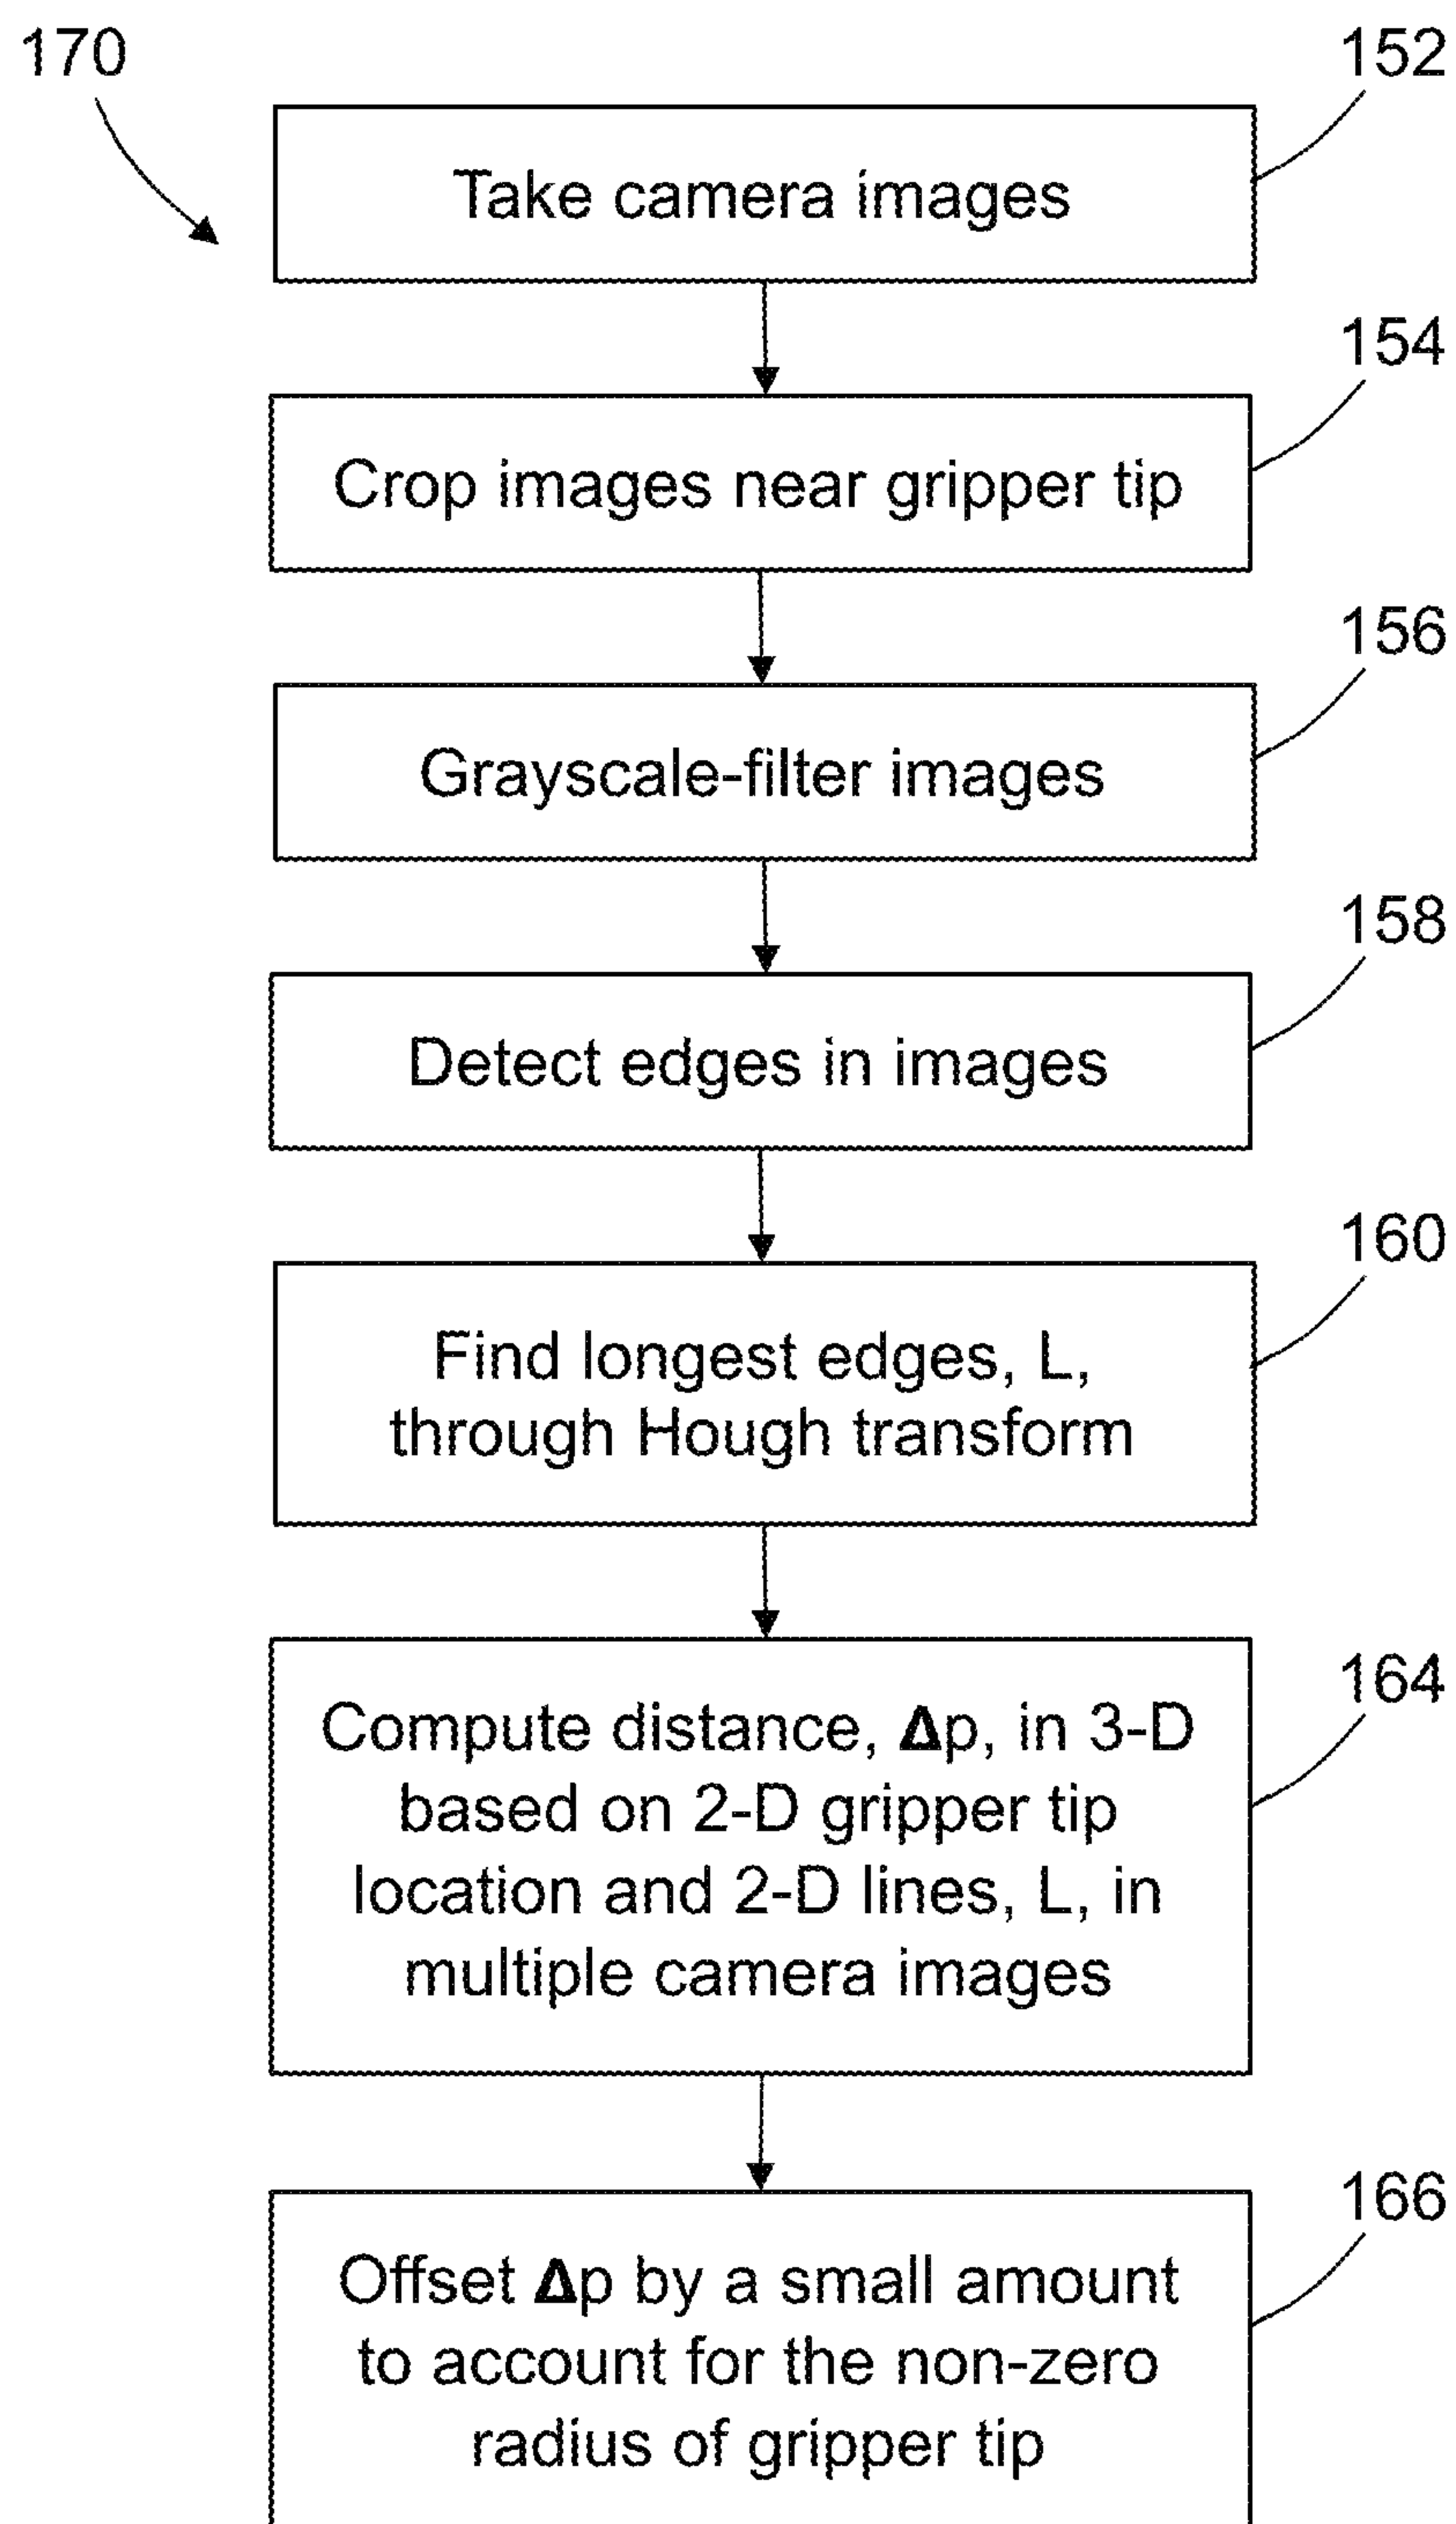 170
152
Take camera images
154
Crop images near gripper tip
156
Grayscale-filter images
158
Detect edges in images
160
Find longest edges, L,
through Hough transform
164
Compute distance, Δp, in 3-D
based on 2-D gripper tip
location and 2-D lines, L, in
multiple camera images
166
Offset Δp by a small amount
to account for the non-zero
radius of gripper tip